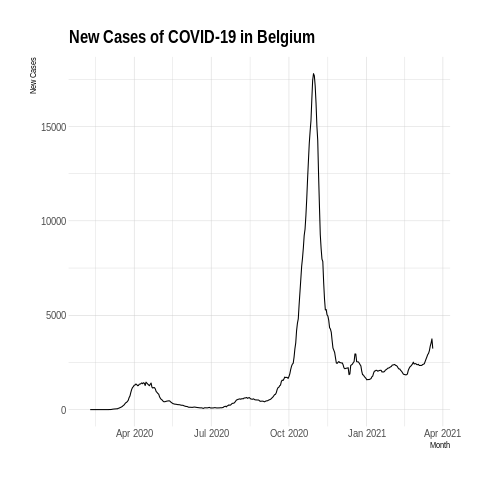 New Cases of COVID-19 in Belgium
New Cases
15000
10000
5000
0
Apr 2020 Jul 2020 Oct 2020 Jan 2021 Apr 2021
Month